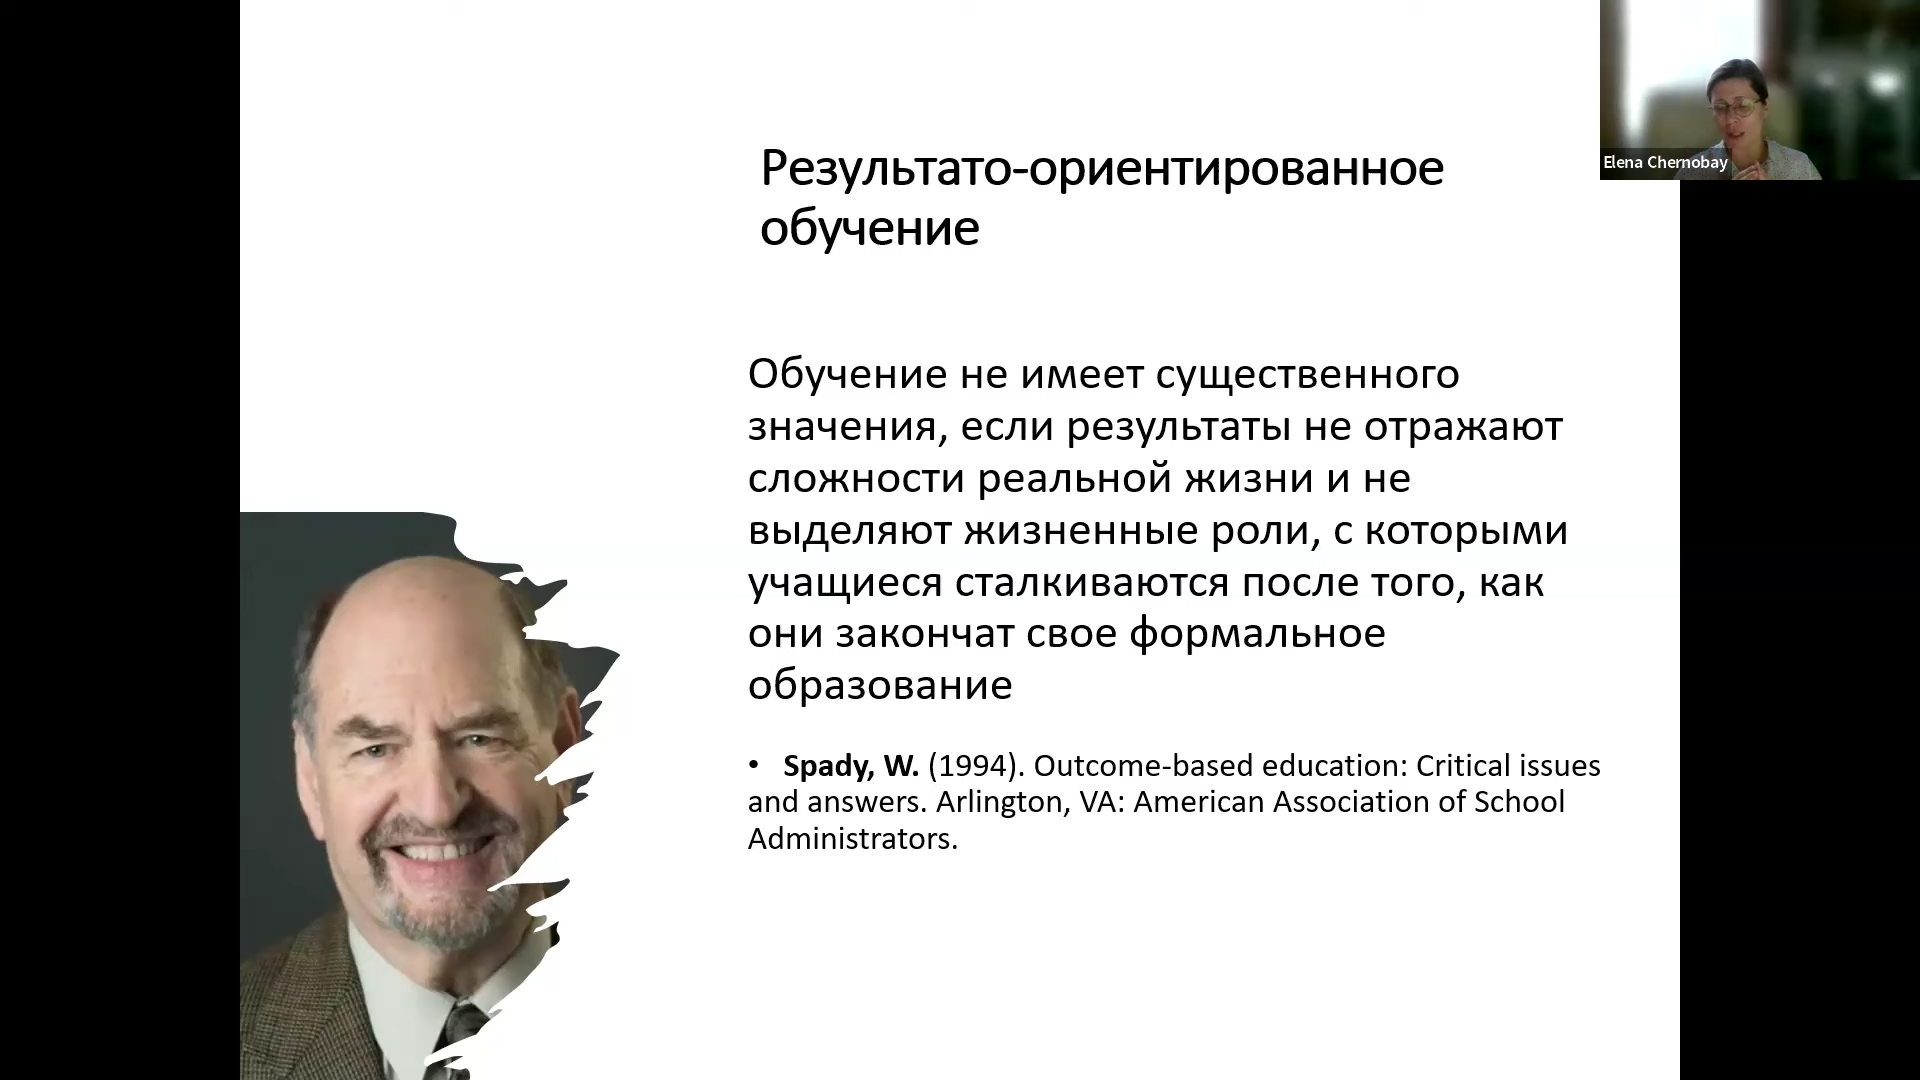 Результато-ориентированное
обучение
Elena Chernobay
Обучение не имеет существенного
значения, если результаты не отражают
сложности реальной жизни и не
выделяют жизненные роли, с которыми
учащиеся сталкиваются после того, как
они закончат свое формальное
образование
• Spady, W. (1994). Outcome-based education: Critical issues
and answers. Arlington, VA: American Association of School
Administrators.